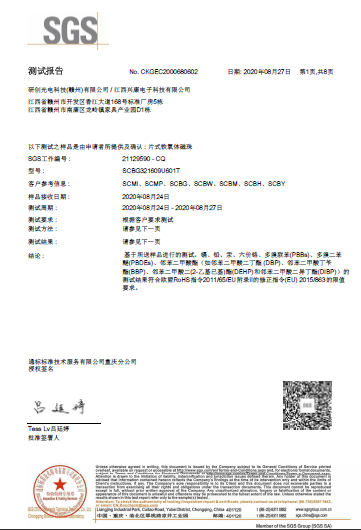 SGS
测试报告 No. CKGEC2000680602 日期: 2020年08月27日 第1页,共8页
研创光电科技(赣州)有限公司 / 江西兴康电子科技有限公司
江西省赣州市开发区香江大道168号标准厂房5栋
江西省赣州市南康区龙岭镇家具产业园D1栋
以下测试之样品是由申请者所提供及确认 : 片式铁氧体磁珠
SGS工作编号 : 21129590 - CQ
型号 : SCBG321609U601T
客户参考信息 : SCMI、SCMP、SCBG、SCBW、SCBM、SCBH、SCBY
样品接收日期 : 2020年08月24日
测试周期 : 2020年08月24日 - 2020年08月27日
测试要求 : 根据客户要求测试
测试方法 : 请参见下一页
测试结果 : 请参见下一页
结论 : 基于所送样品进行的测试，镉、铅、汞、六价铬、多溴联苯(PBBs)、多溴二苯
醚(PBDEs)、邻苯二甲酸酯（如邻苯二甲酸二丁酯 (DBP)、邻苯二甲酸丁苄
酯(BBP)、邻苯二甲酸二(2-乙基己基)酯(DEHP)和邻苯二甲酸二异丁酯(DIBP)）的
测试结果符合欧盟RoHS指令2011/65/EU附录II的修正指令(EU) 2015/863的限值
要求。
通标标准技术服务有限公司重庆分公司
授权签名
吕廷婷
Tess Lv吕廷婷
批准签署人
SGS
Member of the SGS Group (SGS SA)